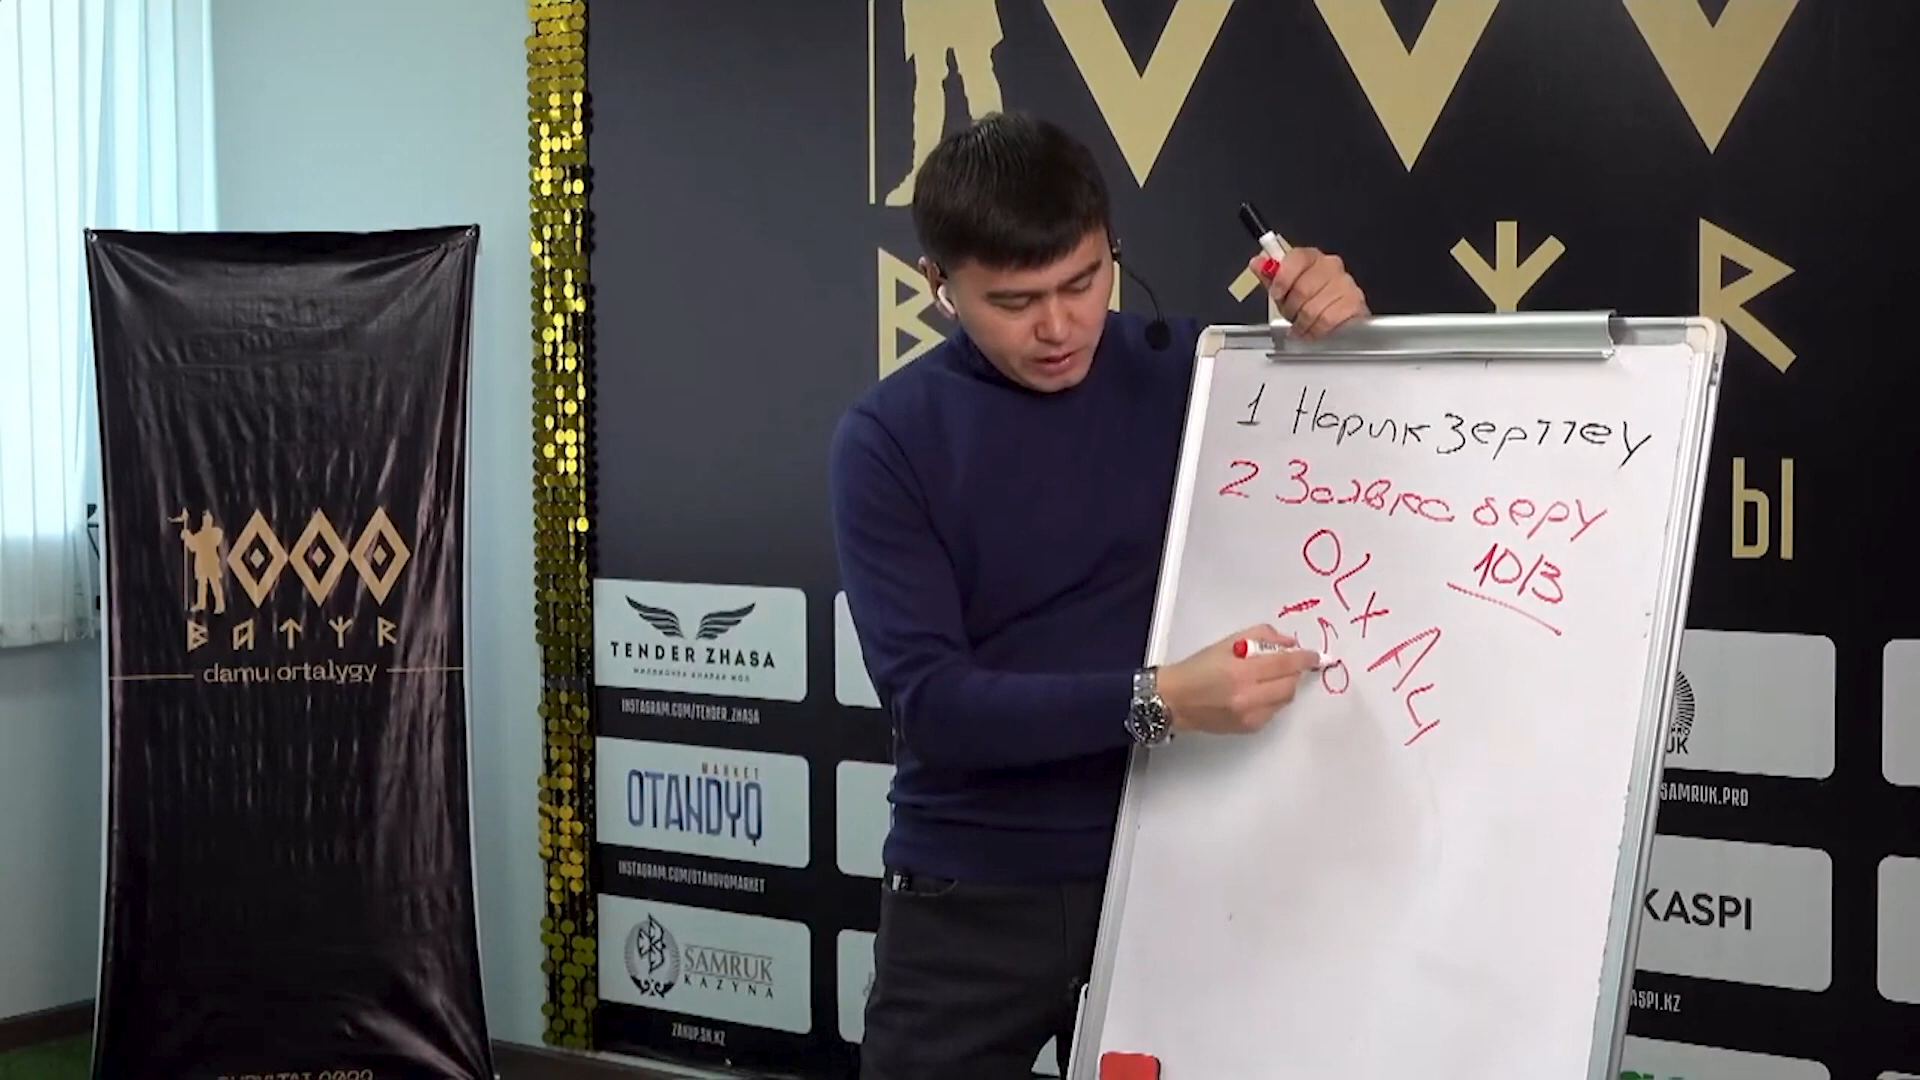 1000
BATYR
damu ortalygy
TENDER ZHASA
INSTAGRAM.COM/TENDER_ZHASA
MARKET
OTANDYQ
INSTAGRAM.COM/OTANDYQMARKET
SAMRUK
KAZYNA
ZAKUP.SK.KZ
1 Нарық зерттеу
2 Заявка беру
10/3
OLX
Ы
SAMRUK.PRO
KASPI